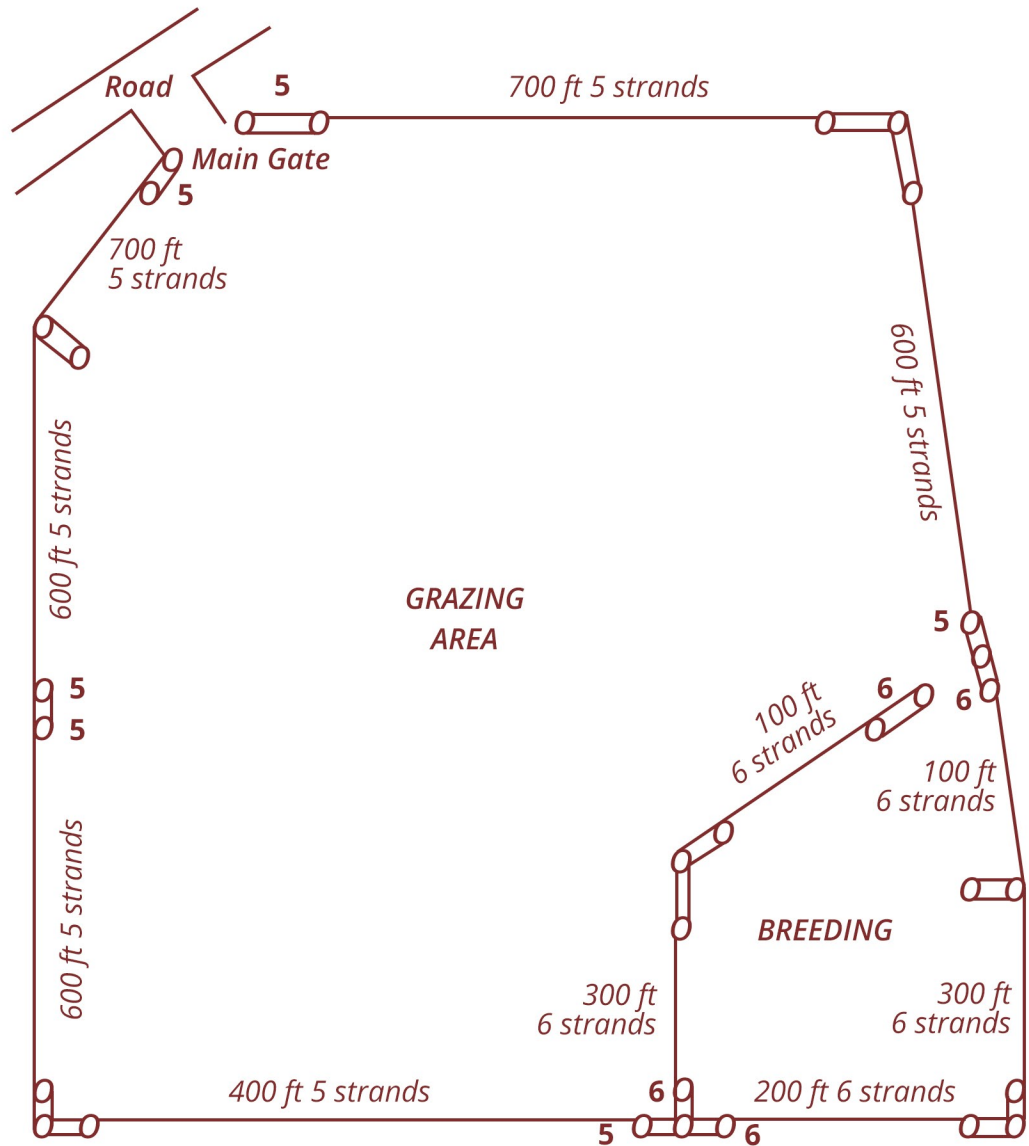 Road
5
700 ft 5 strands
Main Gate
5
700 ft
5 strands
600 ft 5 strands
600 ft 5 strands
GRAZING
AREA
5
5
5
6
6
100 ft
6 strands
100 ft
6 strands
600 ft 5 strands
BREEDING
300 ft
6 strands
300 ft
6 strands
400 ft 5 strands
6
200 ft 6 strands
5
6